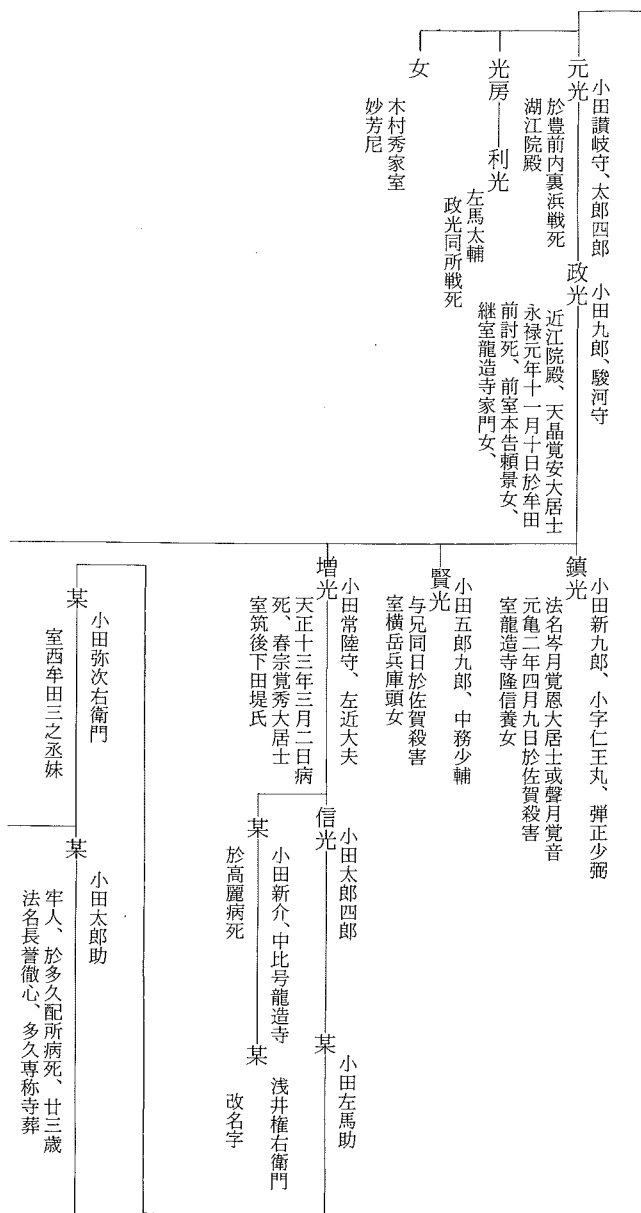 元光
小田讃岐守、太郎四郎
於豊前内裏浜戦死
湖江院殿
政光
小田九郎、駿河守
近江院殿、天晶覚安大居士
永禄元年十一月十日於牟田
前討死、前室本告頼景女、
継室龍造寺家門女、
光房
利光
左馬太輔
政光同所戦死
女
木村秀家室
妙芳尼
鎮光
小田新九郎、小字仁王丸、弾正少弼
法名岑月覚恩大居士或聲月覚音
元亀二年四月九日於佐賀殺害
室龍造寺隆信養女
賢光
小田五郎九郎、中務少輔
与兄同日於佐賀殺害
室横岳兵庫頭女
増光
小田常陸守、左近大夫
天正十三年三月二日病
死、春宗覚秀大居士
室筑後下田堤氏
信光
小田太郎四郎
某
小田左馬助
某
小田新介、中比号龍造寺
於高麗病死
某
浅井権右衛門
改名字
某
小田弥次右衛門
室西牟田三之丞妹
某
小田太郎助
牢人、於多久配所病死、廿三歳
法名長誉徹心、多久専称寺葬